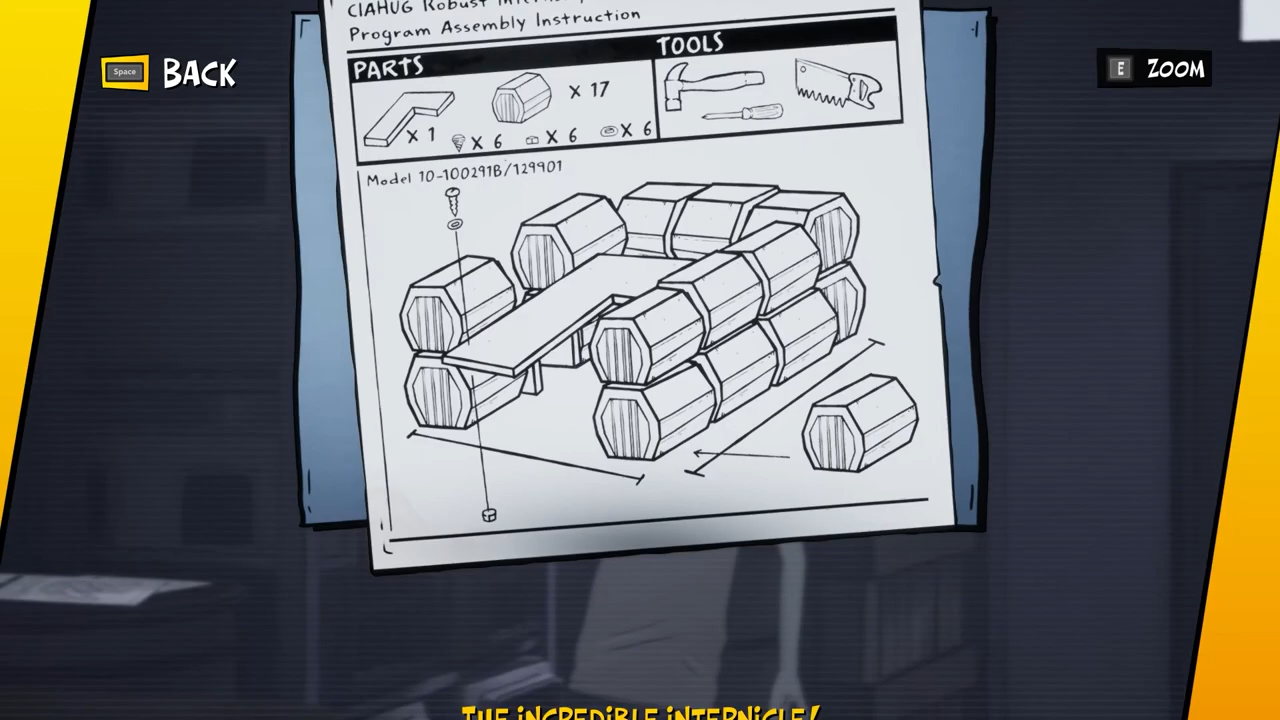 CIAHUG Robust
Program Assembly Instruction
Space BACK
E ZOOM
PARTS
TOOLS
X 17
X 1
X 6
X 6
X 6
Model 10-100291B/129901
THE INCREDIBLE INTERNICLE!